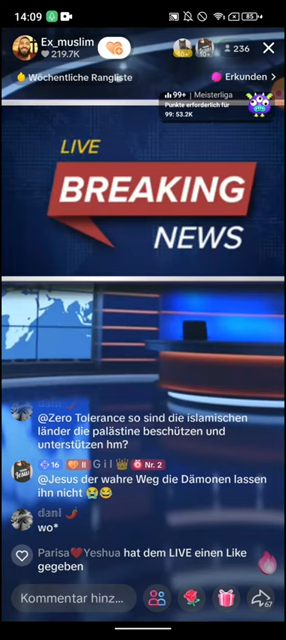 14:09
85
Ex_muslim
219.7K
236
Wöchentliche Rangliste
Erkunden >
99+ | Meisterliga
Punkte erforderlich für
99: 53.2K
LIVE
BREAKING
NEWS
dani
@Zero Tolerance so sind die islamischen
länder die palästine beschützen und
unterstützen hm?
16 II G i l Nr. 2
@Jesus der wahre Weg die Dämonen lassen
ihn nicht 😭😂
dani
wo*
Parisa❤️Yeshua hat dem LIVE einen Like
gegeben
Kommentar hinz...
67